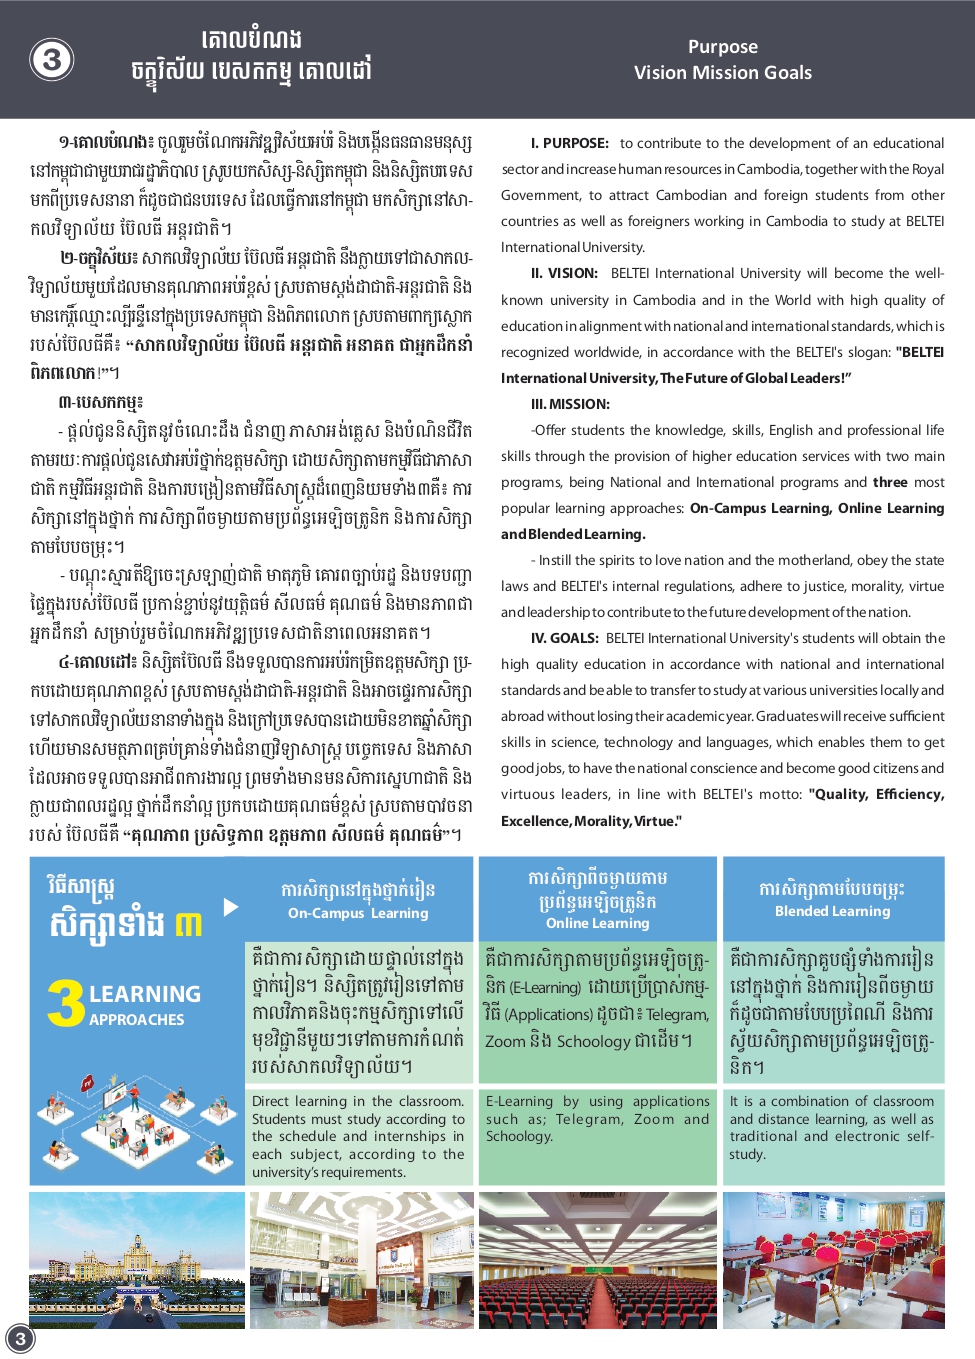 3
គោលបំណង
ចក្ខុវិស័យ បេសកកម្ម គោលដៅ
Purpose
Vision Mission Goals
១-គោលបំណង៖ ចូលរួមចំណែកអភិវឌ្ឍវិស័យអប់រំ និងបង្កើនធនធានមនុស្ស
នៅកម្ពុជាជាមួយរាជរដ្ឋាភិបាល ស្រូបយកសិស្ស-និស្សិតកម្ពុជា និងនិស្សិតបរទេស
មកពីប្រទេសនានា ក៏ដូចជាជនបរទេស ដែលធ្វើការនៅកម្ពុជា មកសិក្សានៅសា-
កលវិទ្យាល័យ ប៊ែលធី អន្តរជាតិ។
២-ចក្ខុវិស័យ៖ សាកលវិទ្យាល័យ ប៊ែលធី អន្តរជាតិ នឹងក្លាយទៅជាសាកល-
វិទ្យាល័យមួយដែលមានគុណភាពអប់រំខ្ពស់ ស្របតាមស្តង់ដាជាតិ-អន្តរជាតិ និង
មានកេរ្តិ៍ឈ្មោះល្បីរន្ទឺនៅក្នុងប្រទេសកម្ពុជា និងពិភពលោក ស្របតាមពាក្យស្លោក
របស់ប៊ែលធីគឺ៖ “សាកលវិទ្យាល័យ ប៊ែលធី អន្តរជាតិ អនាគត ជាអ្នកដឹកនាំ
ពិភពលោក!”។
៣-បេសកកម្ម៖
- ផ្តល់ជូននិស្សិតនូវចំណេះដឹង ជំនាញ ភាសាអង់គ្លេស និងបំណិនជីវិត
តាមរយៈការផ្តល់ជូនសេវាអប់រំថ្នាក់ឧត្តមសិក្សា ដោយសិក្សាតាមកម្មវិធីជាភាសា
ជាតិ កម្មវិធីអន្តរជាតិ និងការបង្រៀនតាមវិធីសាស្ត្រដ៏ពេញនិយមទាំង៣គឺ៖ ការ
សិក្សានៅក្នុងថ្នាក់ ការសិក្សាពីចម្ងាយតាមប្រព័ន្ធអេឡិចត្រូនិក និងការសិក្សា
តាមបែបចម្រុះ។
- បណ្តុះស្មារតីឱ្យចេះស្រឡាញ់ជាតិ មាតុភូមិ គោរពច្បាប់រដ្ឋ និងបទបញ្ជា
ផ្ទៃក្នុងរបស់ប៊ែលធី ប្រកាន់ខ្ជាប់នូវយុត្តិធម៌ សីលធម៌ គុណធម៌ និងមានភាពជា
អ្នកដឹកនាំ សម្រាប់រួមចំណែកអភិវឌ្ឍប្រទេសជាតិនាពេលអនាគត។
៤-គោលដៅ៖ និស្សិតប៊ែលធី នឹងទទួលបានការអប់រំកម្រិតឧត្តមសិក្សា ប្រ-
កបដោយគុណភាពខ្ពស់ ស្របតាមស្តង់ដាជាតិ-អន្តរជាតិ និងអាចផ្ទេរការសិក្សា
ទៅសាកលវិទ្យាល័យនានាទាំងក្នុង និងក្រៅប្រទេសបានដោយមិនខាតឆ្នាំសិក្សា
ហើយមានសមត្ថភាពគ្រប់គ្រាន់ទាំងជំនាញវិទ្យាសាស្ត្រ បច្ចេកទេស និងភាសា
ដែលអាចទទួលបានអាជីពការងារល្អ ព្រមទាំងមានមនសិការស្នេហាជាតិ និង
ក្លាយជាពលរដ្ឋល្អ ថ្នាក់ដឹកនាំល្អ ប្រកបដោយគុណធម៌ខ្ពស់ ស្របតាមបាវចនា
របស់ ប៊ែលធីគឺ “គុណភាព ប្រសិទ្ធភាព ឧត្តមភាព សីលធម៌ គុណធម៌”។
I. PURPOSE: to contribute to the development of an educational
sector and increase human resources in Cambodia, together with the Royal
Government, to attract Cambodian and foreign students from other
countries as well as foreigners working in Cambodia to study at BELTEI
International University.
II. VISION: BELTEI International University will become the well-
known university in Cambodia and in the World with high quality of
education in alignment with national and international standards, which is
recognized worldwide, in accordance with the BELTEI's slogan: "BELTEI
International University, The Future of Global Leaders!”
III. MISSION:
-Offer students the knowledge, skills, English and professional life
skills through the provision of higher education services with two main
programs, being National and International programs and three most
popular learning approaches: On-Campus Learning, Online Learning
and Blended Learning.
- Instill the spirits to love nation and the motherland, obey the state
laws and BELTEI's internal regulations, adhere to justice, morality, virtue
and leadership to contribute to the future development of the nation.
IV. GOALS: BELTEI International University's students will obtain the
high quality education in accordance with national and international
standards and be able to transfer to study at various universities locally and
abroad without losing their academic year. Graduates will receive sufficient
skills in science, technology and languages, which enables them to get
good jobs, to have the national conscience and become good citizens and
virtuous leaders, in line with BELTEI's motto: "Quality, Efficiency,
Excellence, Morality, Virtue."
វិធីសាស្ត្រ
សិក្សាទាំង ៣
3 LEARNING
APPROACHES
ការសិក្សានៅក្នុងថ្នាក់រៀន
On-Campus Learning
គឺជាការសិក្សាដោយផ្ទាល់នៅក្នុង
ថ្នាក់រៀន។ និស្សិតត្រូវរៀនទៅតាម
កាលវិភាគនិងចុះកម្មសិក្សាទៅលើ
មុខវិជ្ជានីមួយៗទៅតាមការកំណត់
របស់សាកលវិទ្យាល័យ។
Direct learning in the classroom.
Students must study according to
the schedule and internships in
each subject, according to the
university’s requirements.
ការសិក្សាពីចម្ងាយតាម
ប្រព័ន្ធអេឡិចត្រូនិក
Online Learning
គឺជាការសិក្សាតាមប្រព័ន្ធអេឡិចត្រូ-
និក (E-Learning) ដោយប្រើប្រាស់កម្ម-
វិធី (Applications) ដូចជា៖ Telegram,
Zoom និង Schoology ជាដើម។
E-Learning by using applications
such as; Telegram, Zoom and
Schoology.
ការសិក្សាតាមបែបចម្រុះ
Blended Learning
គឺជាការសិក្សាគួបផ្សំទាំងការរៀន
នៅក្នុងថ្នាក់ និងការរៀនពីចម្ងាយ
ក៏ដូចជាតាមបែបប្រពៃណី និងការ
ស្វ័យសិក្សាតាមប្រព័ន្ធអេឡិចត្រូ-
និក។
It is a combination of classroom
and distance learning, as well as
traditional and electronic self-
study.
3